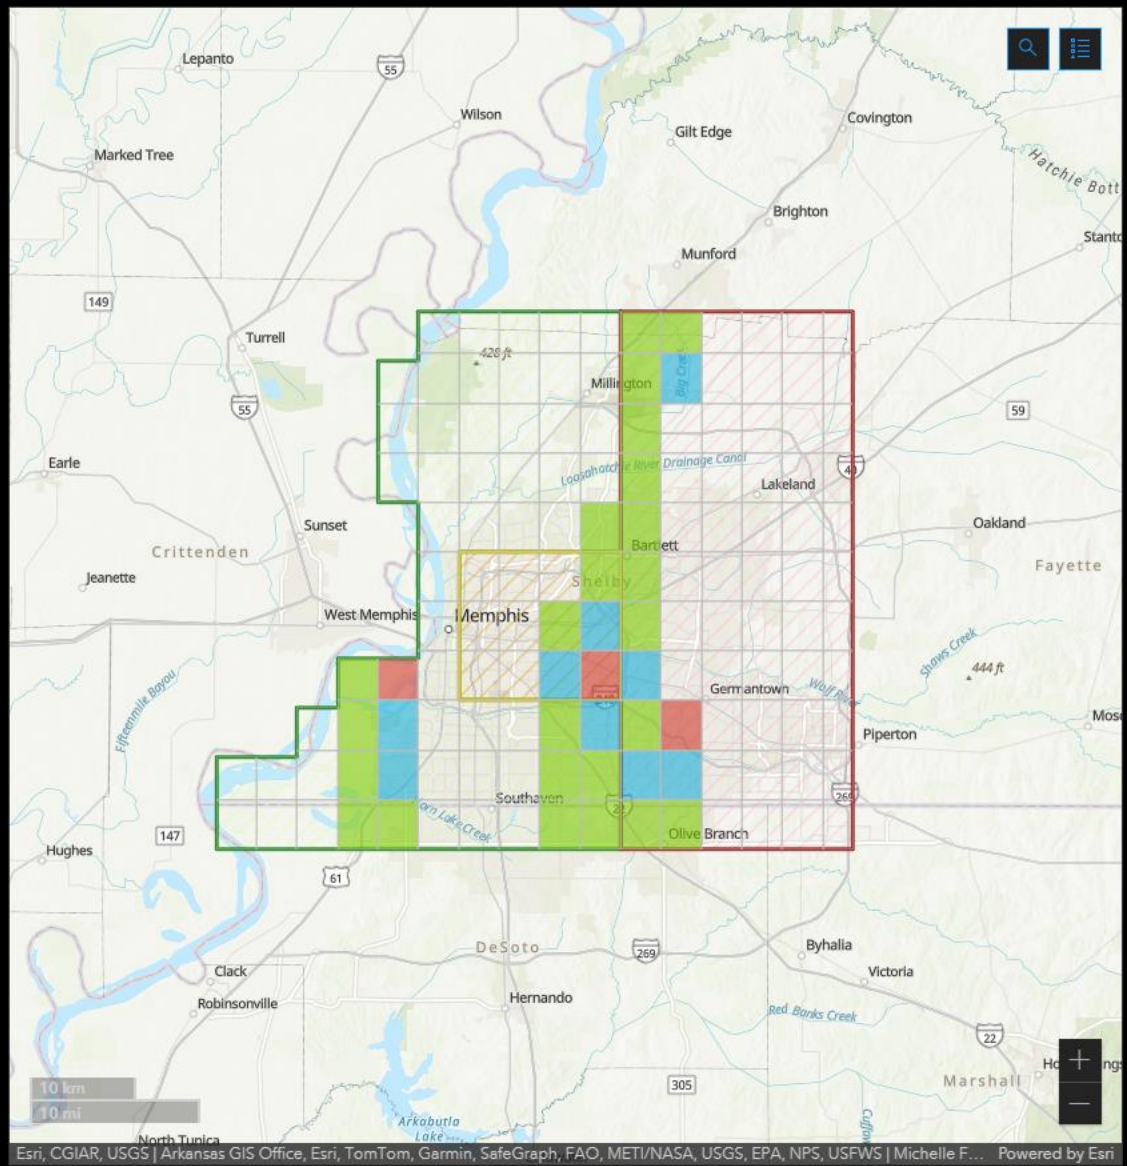 Lepanto
55
Wilson
Covington
Gilt Edge
Marked Tree
Hatchie Bott
Brighton
Stanto
Munford
149
Turrell
428 ft
Millington
Big Creek
55
59
Earle
Loosahatchie River Drainage Canal
40
Lakeland
Sunset
Oakland
Crittenden
Bartlett
Fayette
Jeanette
Shelby
West Memphis
Memphis
Shaws Creek
444 ft
Fifteenmile Bayou
Germantown
Wolf River
Mosc
Piperton
Southaven
22
269
orn Lake Creek
147
Olive Branch
Hughes
61
DeSoto
269
Byhalia
Clack
Victoria
Robinsonville
Hernando
Red Banks Creek
22
Ho
ngs
305
Marshall
10 km
10 mi
Arkabutla
Lake
North Tunica
Esri, CGIAR, USGS | Arkansas GIS Office, Esri, TomTom, Garmin, SafeGraph, FAO, METI/NASA, USGS, EPA, NPS, USFWS | Michelle F... Powered by Esri